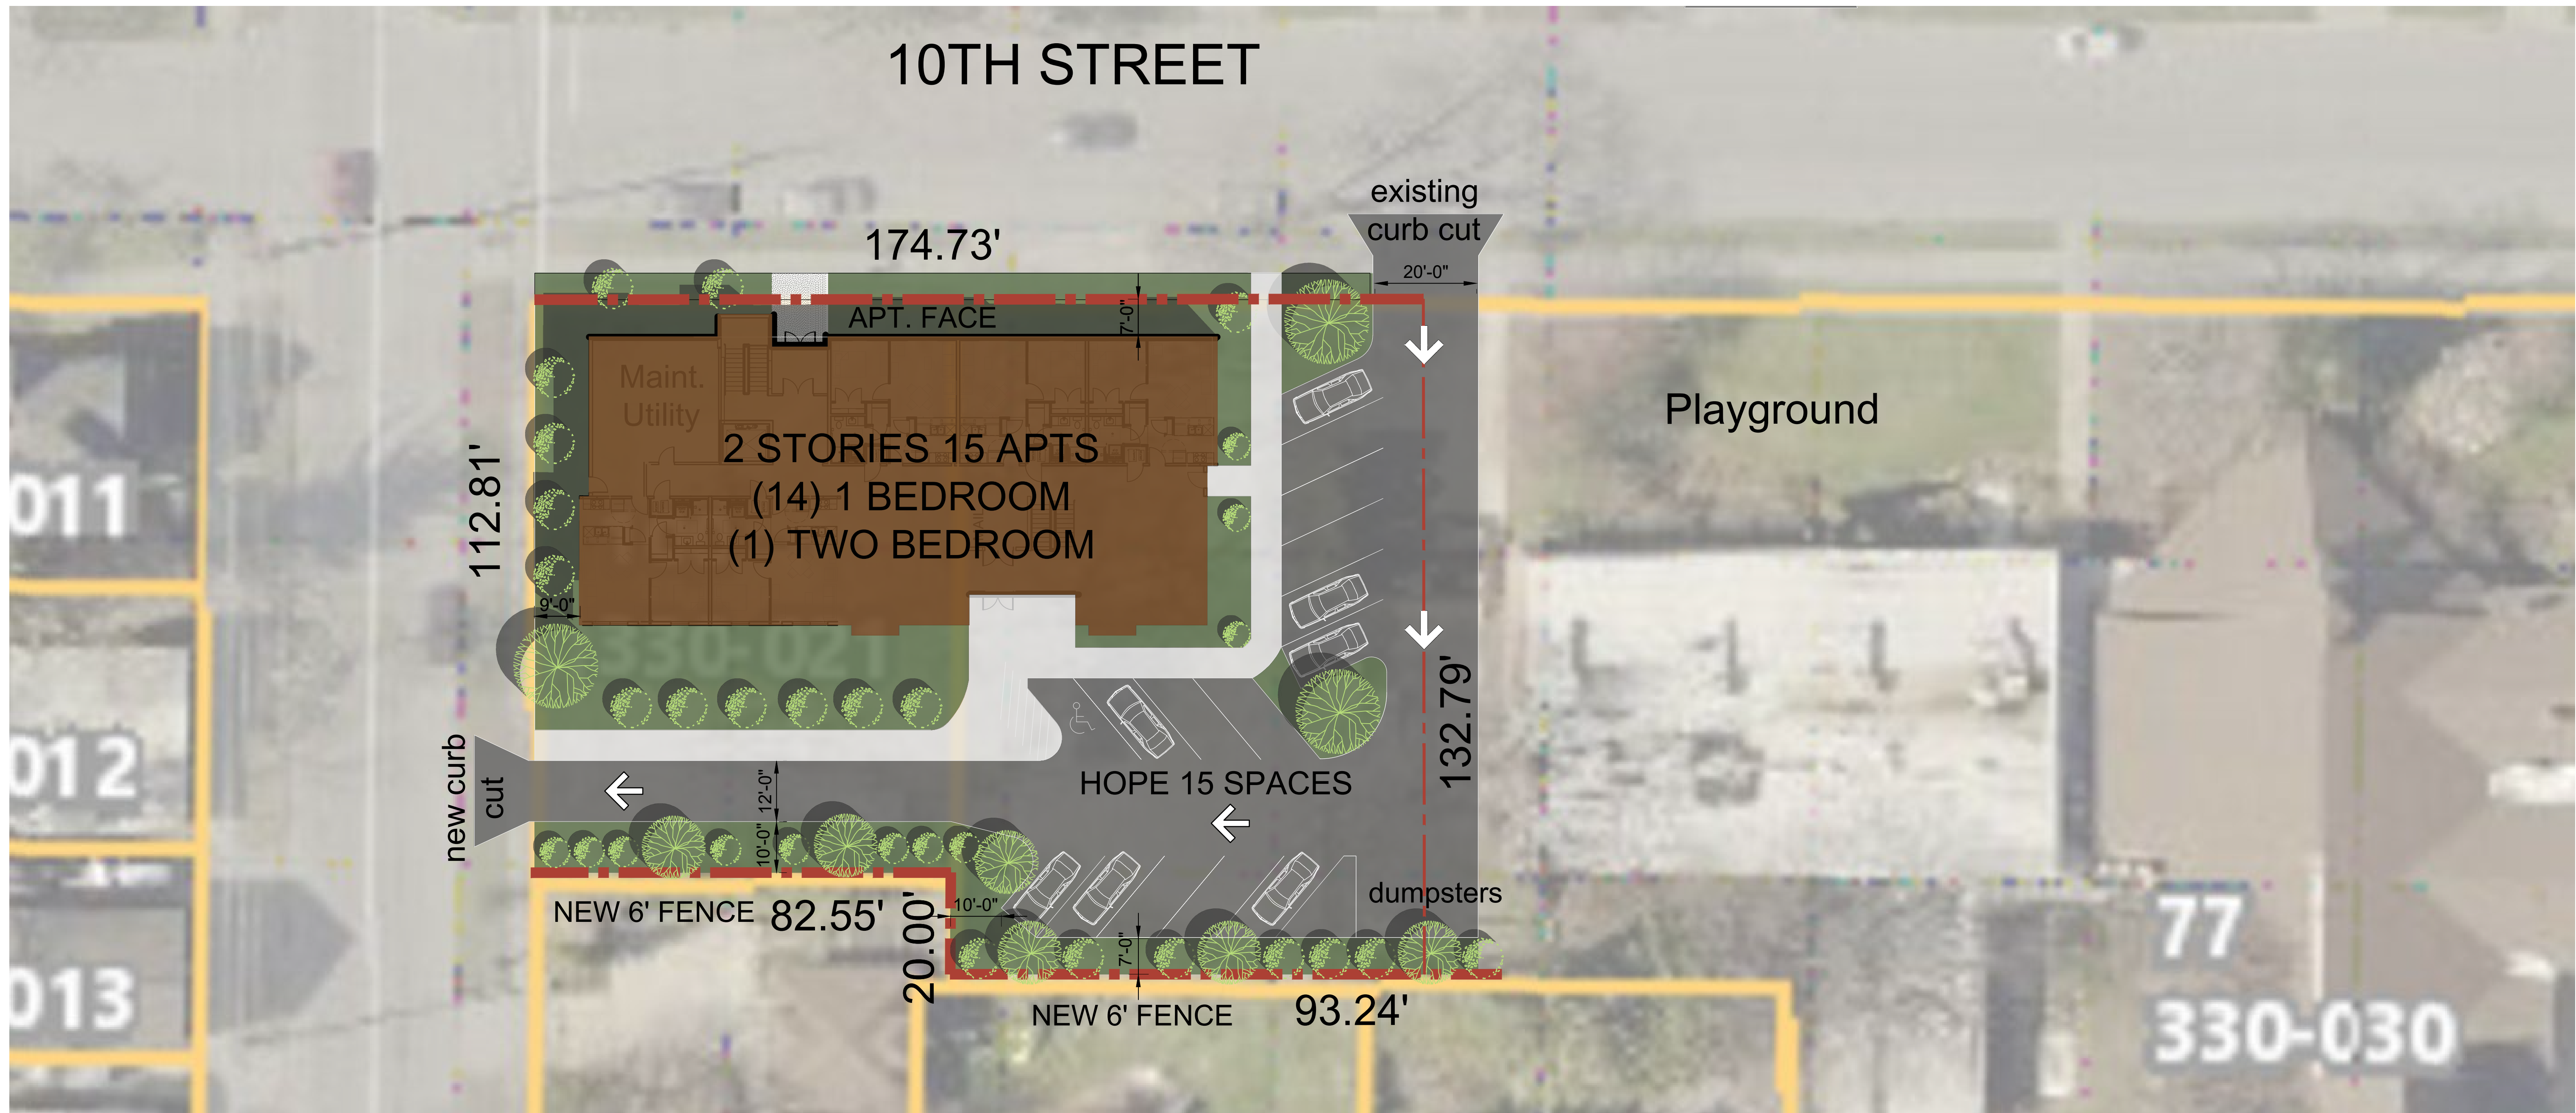 10TH STREET
existing
curb cut
174.73'
20'-0"
APT. FACE
7'-0"
Maint.
Utility
Playground
2 STORIES 15 APTS
(14) 1 BEDROOM
(1) TWO BEDROOM
112.81'
011
9'-0"
330-021
132.79'
new curb
cut
012
12'-0"
HOPE 15 SPACES
10'-0"
dumpsters
NEW 6' FENCE
82.55'
20.00'
10'-0"
7'-0"
013
NEW 6' FENCE
93.24'
77
330-030